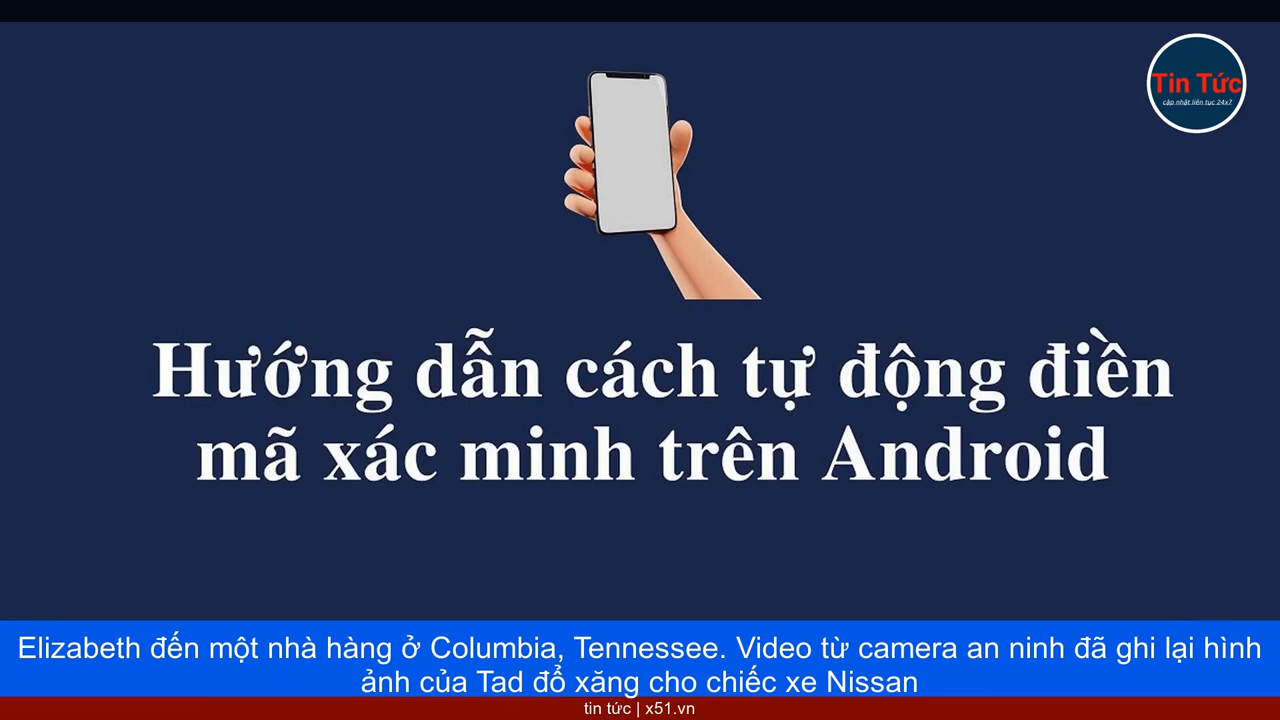 Tin Tức
cập nhật liên tục 24x7
Hướng dẫn cách tự động điền
mã xác minh trên Android
Elizabeth đến một nhà hàng ở Columbia, Tennessee. Video từ camera an ninh đã ghi lại hình
ảnh của Tad đổ xăng cho chiếc xe Nissan
tin tức | x51.vn